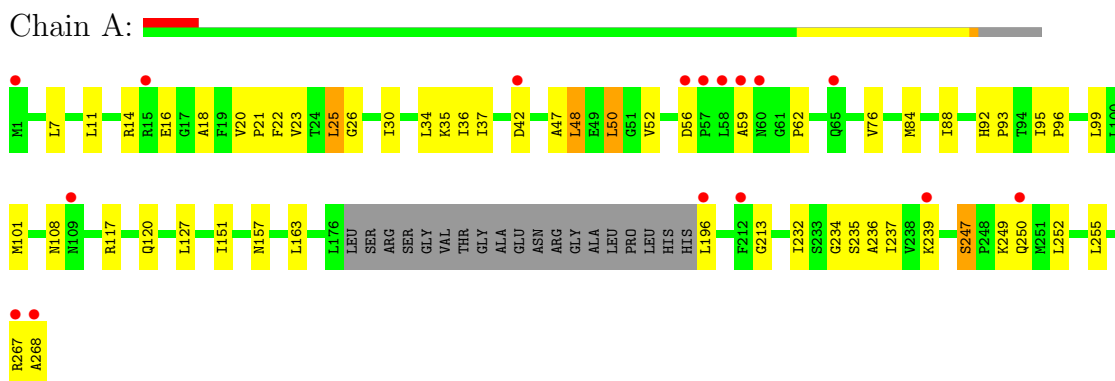 Chain A:
M1 L7 L11 R14 R15 E16 G17 A18 F19 V20 P21 F22 V23 T24 L25 G26 I30 L34 K35 I36 I37 D42 A47 L48 E49 L50 G51 V52 D56 P57 L58 A59 N60 G61 P62 Q65 V76 M84 I88 H92 P93 T94 I95 P96 L99 L100
M101 N108 N109 R117 Q120 L127 I151 N157 L163 L176 LEU SER ARG SER GLY VAL THR GLY ALA GLU ASN ARG GLY ALA LEU PRO LEU HIS HIS L196 F212 G213 I232 S233 G234 S235 A236 I237 V238 K239 S247 P248 K249 Q250 M251 L252 L255
R267 A268